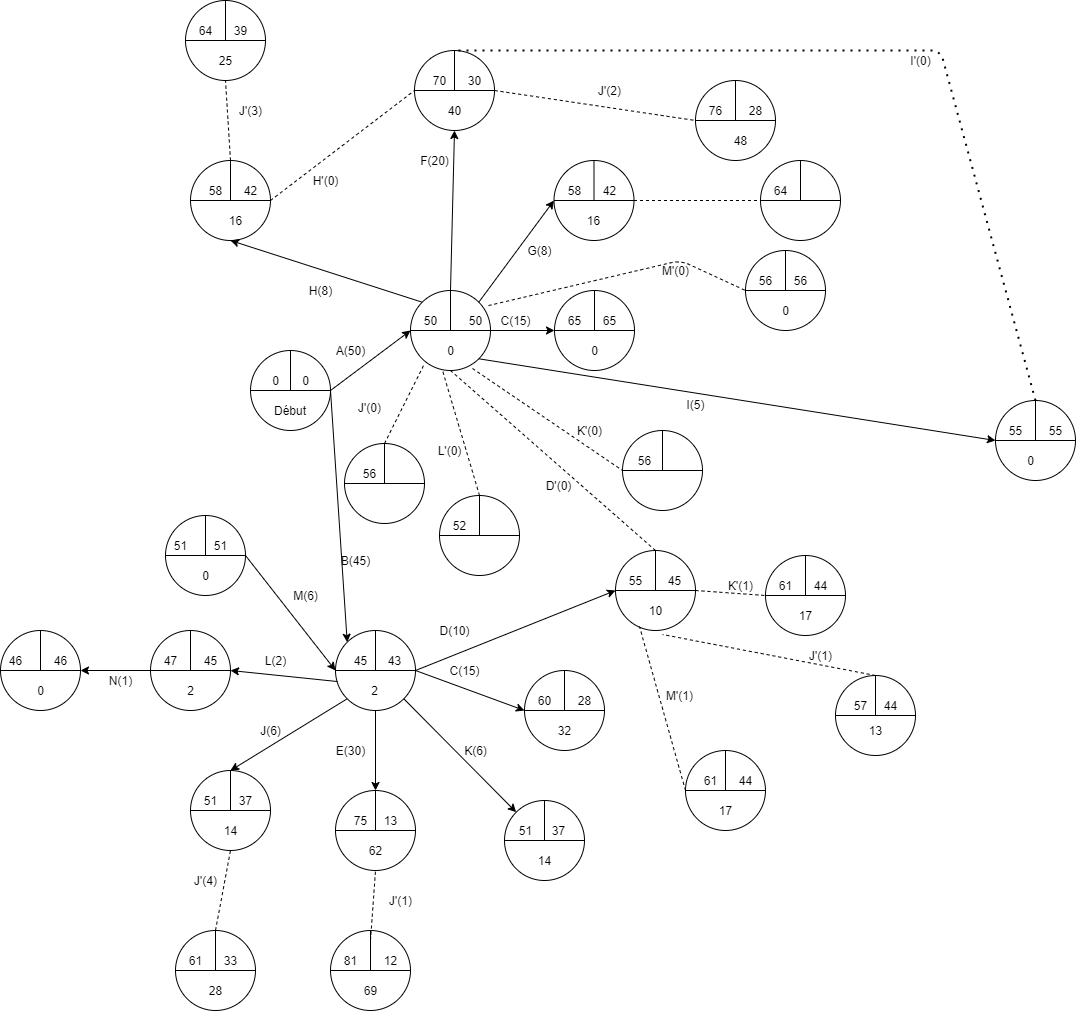 64 39
25
J'(3)
70 30
40
I'(0)
J'(2)
76 28
48
F(20)
H'(0)
58 42
16
58 42
16
64
G(8)
M'(0)
56 56
0
H(8)
50 50
0
C(15)
65 65
0
A(50)
0 0
Début
I(5)
55 55
0
J'(0)
L'(0)
K'(0)
D'(0)
56
56
52
51 51
0
B(45)
M(6)
55 45
10
K'(1)
61 44
17
D(10)
46 46
0
N(1)
47 45
2
L(2)
45 43
2
C(15)
60 28
32
J'(1)
57 44
13
M'(1)
61 44
17
J(6)
E(30)
K(6)
51 37
14
75 13
62
51 37
14
J'(4)
J'(1)
61 33
28
81 12
69